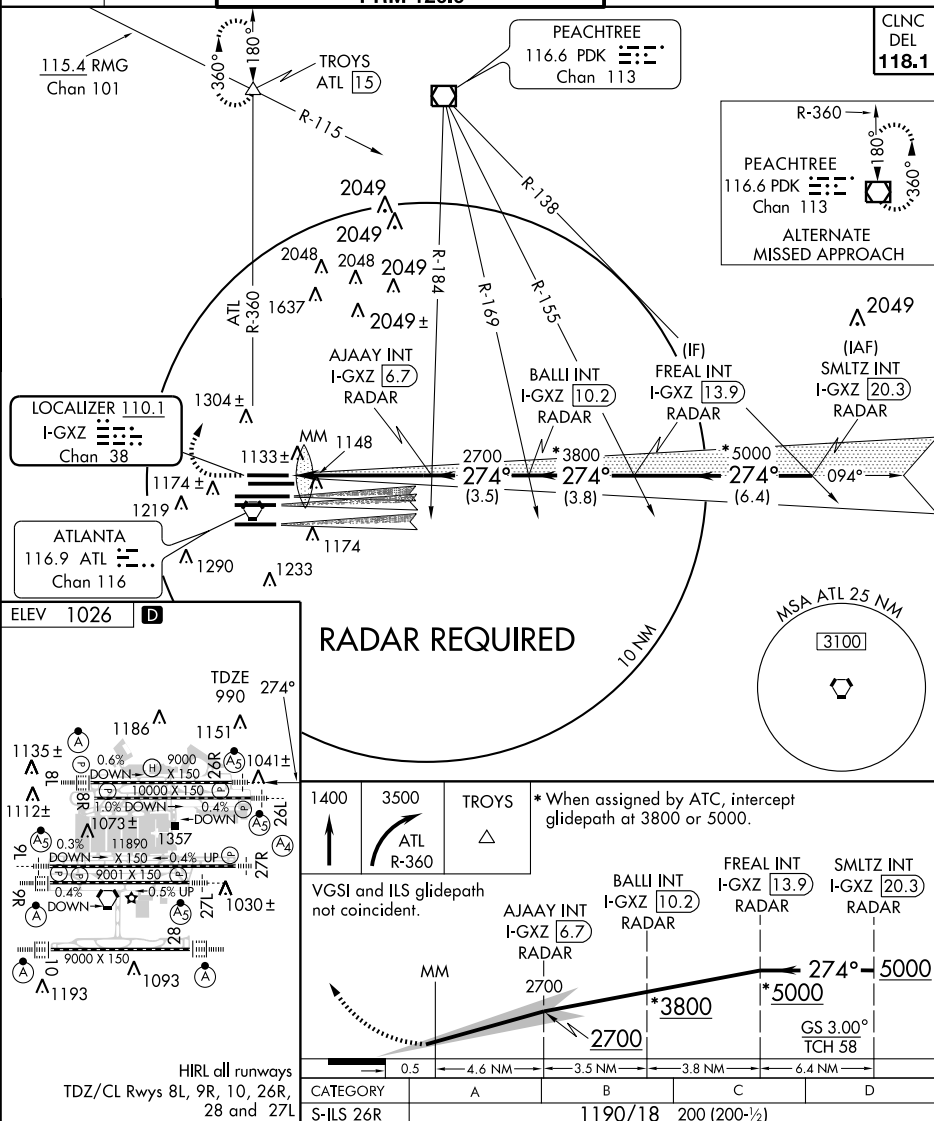 CLNC
DEL
118.1
115.4 RMG
Chan 101
360°
180°
TROYS
ATL 15
R-115
PEACHTREE
116.6 PDK
Chan 113
R-360
180°
360°
PEACHTREE
116.6 PDK
Chan 113
ALTERNATE
MISSED APPROACH
R-138
R-184
R-169
R-155
2049
2049
2048
2048
2049
1637
2049 ±
2049
ATL
R-360
AJAAY INT
I-GXZ 6.7
RADAR
BALLI INT
I-GXZ 10.2
RADAR
(IF)
FREAL INT
I-GXZ 13.9
RADAR
(IAF)
SMLTZ INT
I-GXZ 20.3
RADAR
LOCALIZER 110.1
I-GXZ
Chan 38
1304 ±
MM
1148
1133 ±
1174 ±
1219
2700
*3800
*5000
274°
274°
274°
094°
(3.5)
(3.8)
(6.4)
ATLANTA
116.9 ATL
Chan 116
1174
1290
1233
RADAR REQUIRED
10 NM
MSA ATL 25 NM
3100
ELEV 1026 D
TDZE
990
274°
1186
1151
1135 ±
A
P
0.6%
DOWN
H
9000
X 150
26R
A5
1041 ±
8L
P
10000 X 150
P
8R
1.0% DOWN
0.4%
DOWN
26L
A5
1112 ±
1073 ±
1357
A4
A5
0.3%
DOWN
11890
X 150
0.4% UP
P
9L
27R
9001 X 150
P
9R
0.4%
DOWN
0.5% UP
27L
1030 ±
A
A5
28
10
9000 X 150
A
A
1193
1093
HIRL all runways
TDZ/CL Rwys 8L, 9R, 10, 26R,
28 and 27L
1400
3500
ATL
R-360
TROYS
* When assigned by ATC, intercept
glidepath at 3800 or 5000.
VGSI and ILS glidepath
not coincident.
AJAAY INT
I-GXZ 6.7
RADAR
BALLI INT
I-GXZ 10.2
RADAR
FREAL INT
I-GXZ 13.9
RADAR
SMLTZ INT
I-GXZ 20.3
RADAR
MM
2700
2700
*3800
*5000
274°
5000
GS 3.00°
TCH 58
0.5
4.6 NM
3.5 NM
3.8 NM
6.4 NM
CATEGORY A B C D
S-ILS 26R 1190/18 200 (200-½)